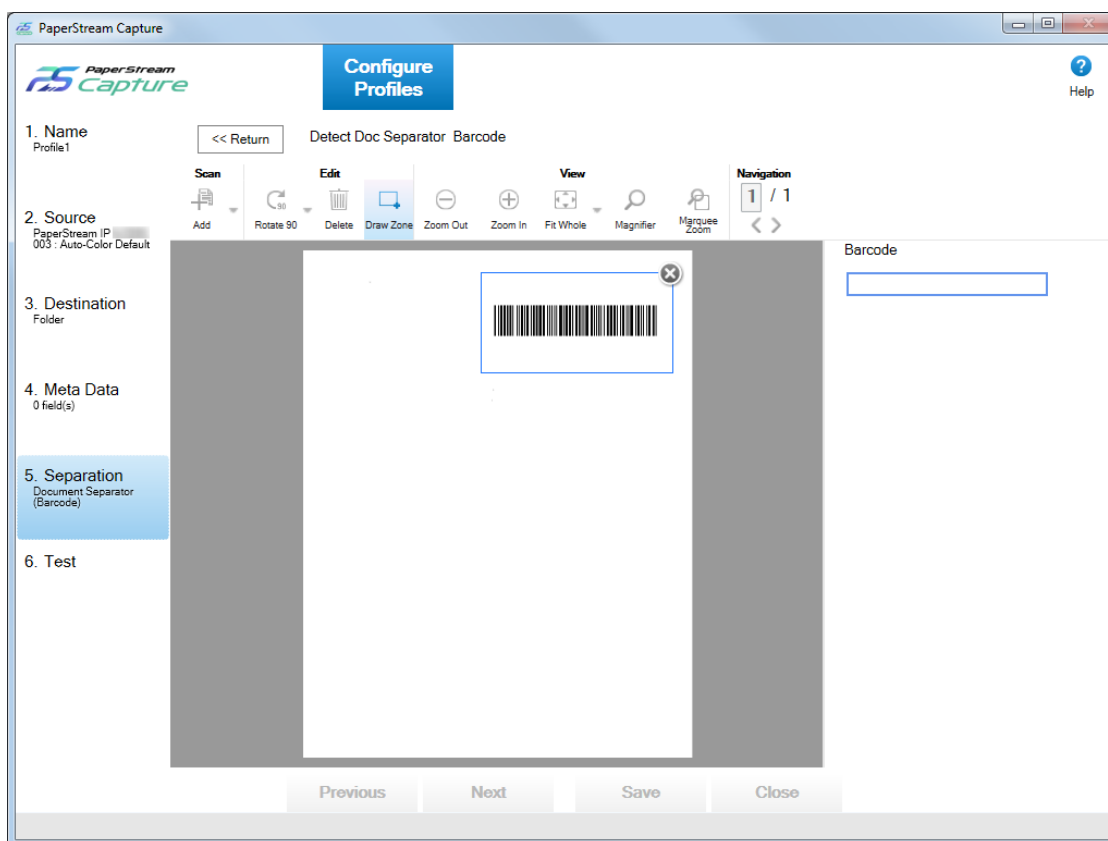 PaperStream Capture
PaperStream
Capture
Configure
Profiles
?
Help
1. Name
Profile1
<< Return
Detect Doc Separator Barcode
Scan
Edit
View
Navigation
90
1 / 1
Add
Rotate 90
Delete
Draw Zone
Zoom Out
Zoom In
Fit Whole
Magnifier
Marquee
Zoom
2. Source
PaperStream IP
003 : Auto-Color Default
Barcode
3. Destination
Folder
4. Meta Data
0 field(s)
5. Separation
Document Separator
(Barcode)
6. Test
Previous
Next
Save
Close